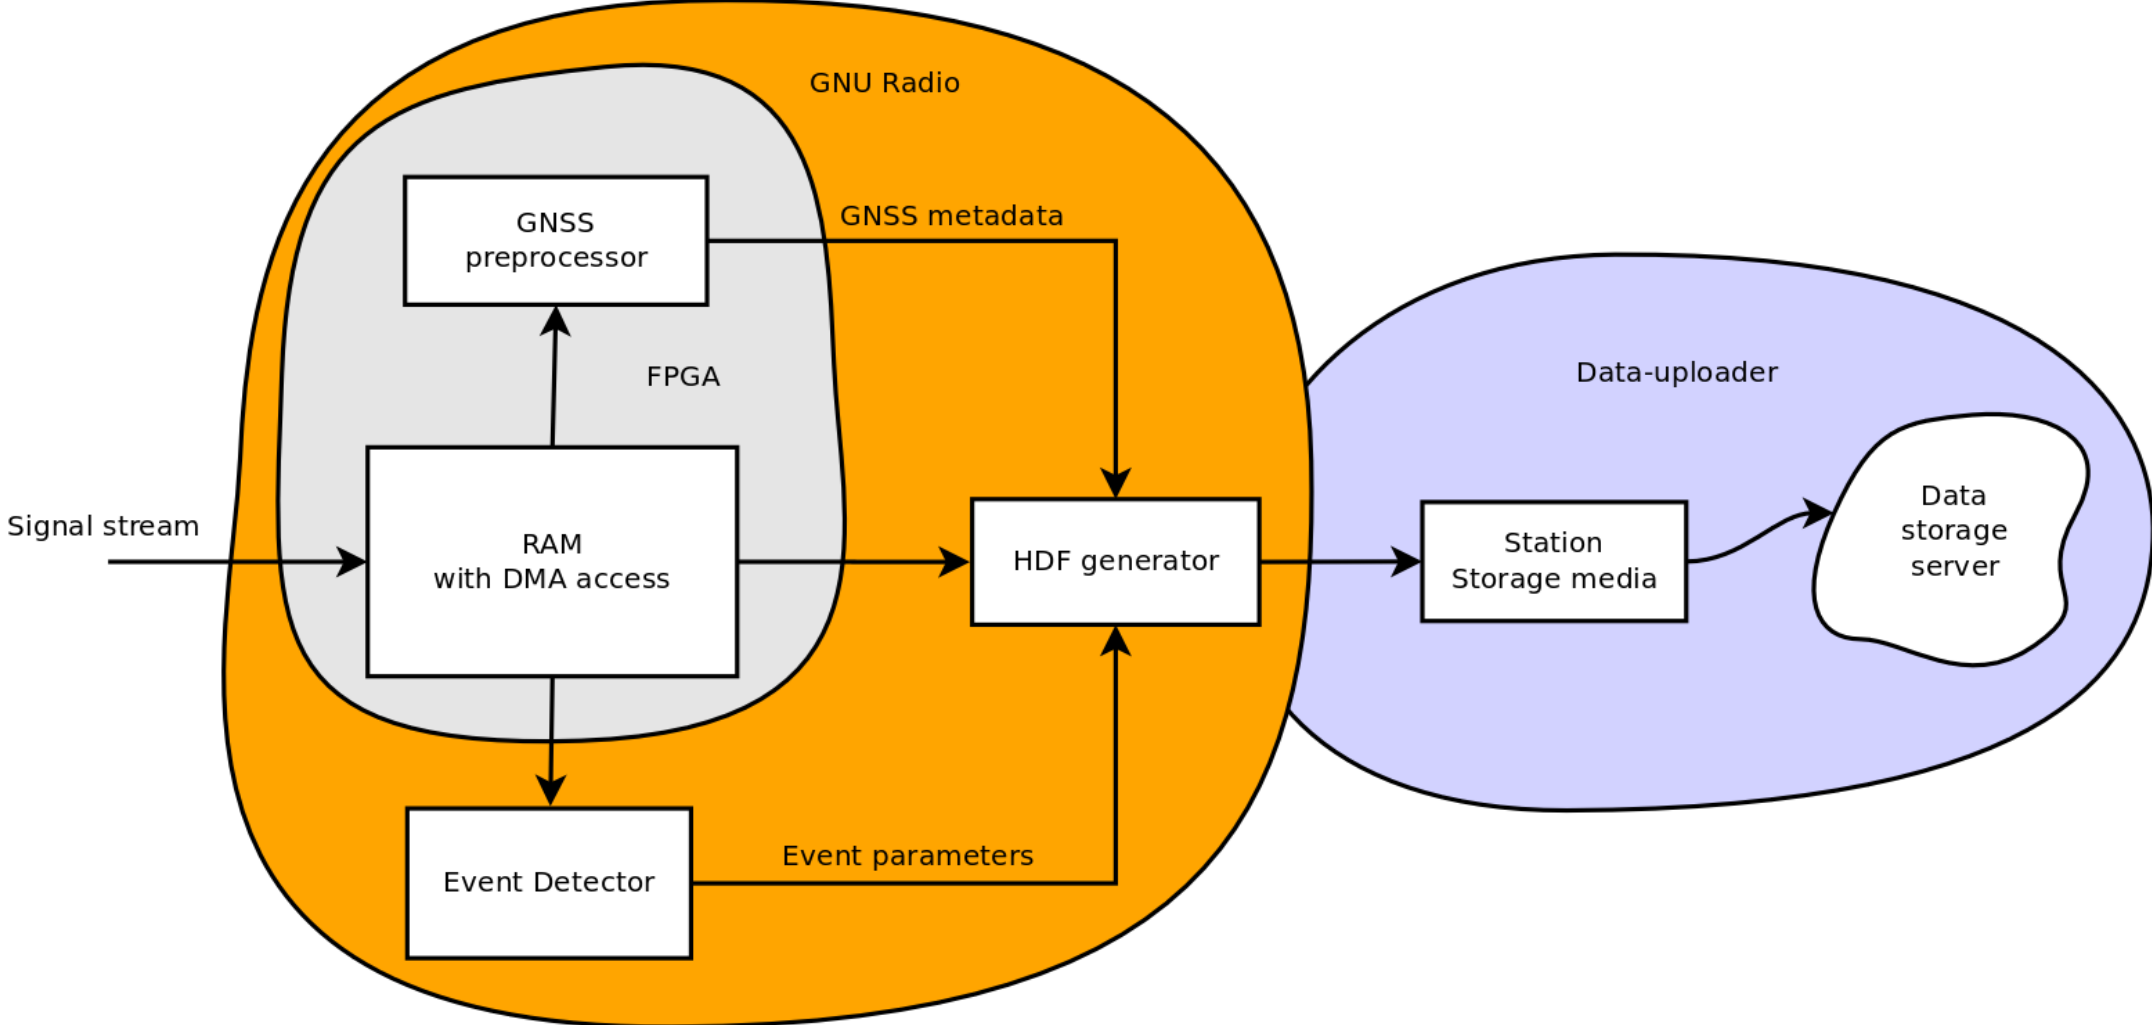 GNU Radio
GNSS
preprocessor
GNSS metadata
FPGA
Data-uploader
Signal stream
RAM
with DMA access
HDF generator
Station
Storage media
Data
storage
server
Event Detector
Event parameters